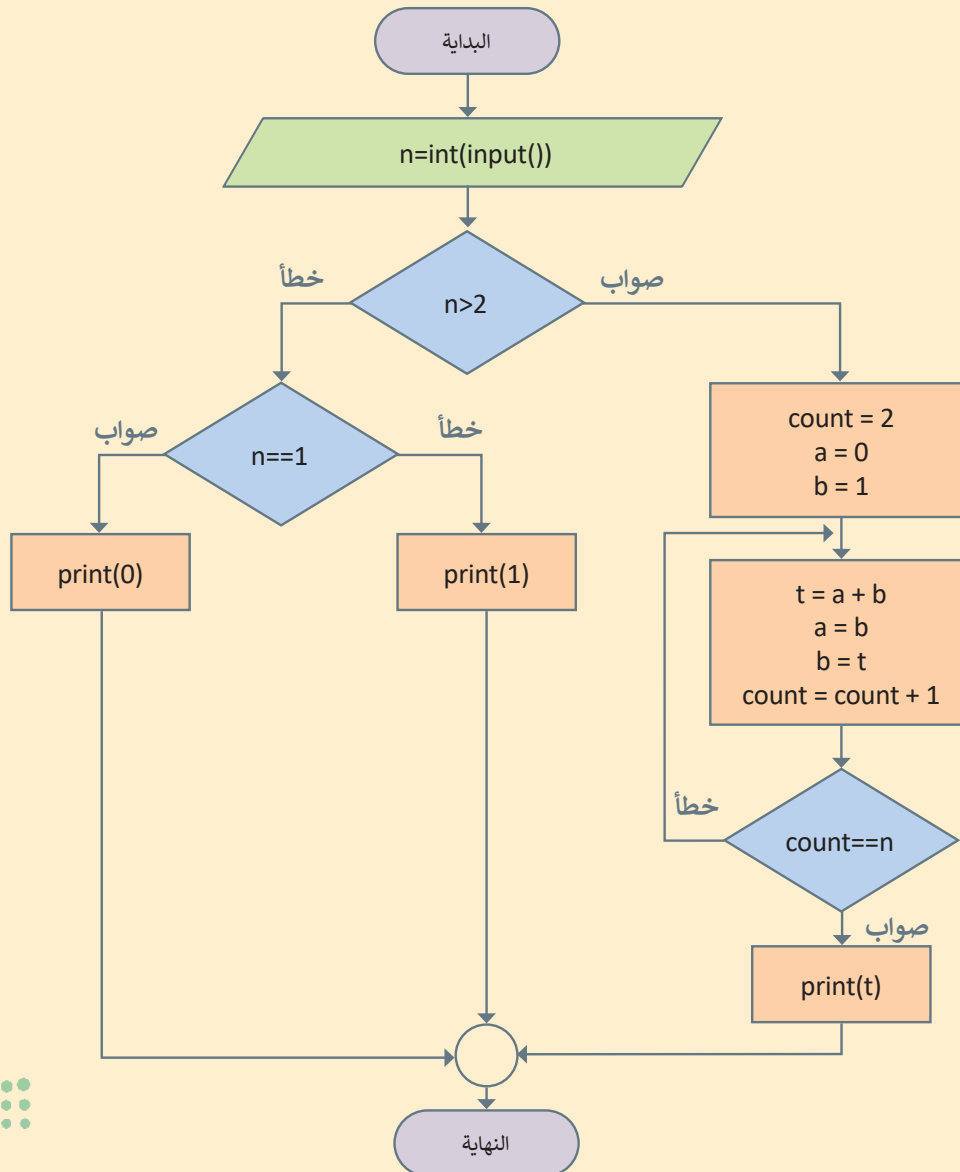 البداية
n=int(input())
n>2
خطأ
صواب
n==1
صواب
خطأ
print(0)
print(1)
count = 2
a = 0
b = 1
t = a + b
a = b
b = t
count = count + 1
count==n
خطأ
صواب
print(t)
النهاية